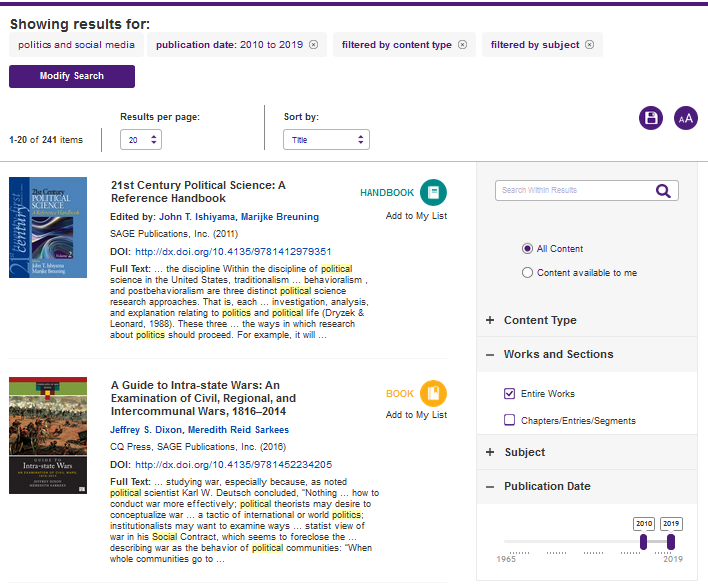 Showing results for:
politics and social media
publication date: 2010 to 2019
filtered by content type
filtered by subject
Modify Search
Results per page:
Sort by:
1-20 of 241 items
20
Title
21st Century Political Science: A
Reference Handbook
HANDBOOK
Add to My List
Edited by: John T. Ishiyama, Marijke Breuning
SAGE Publications, Inc. (2011)
DOI: http://dx.doi.org/10.4135/9781412979351
Full Text: ... the discipline Within the discipline of political
science in the United States, traditionalism ... behavioralism ,
and postbehavioralism are three distinct political science
research approaches. That is, each ... investigation, analysis,
and explanation relating to politics and political life (Dryzek &
Leonard, 1988). These three ... the ways in which research
about politics should proceed. For example, it will ...
21st Century
POLITICAL
SCIENCE
A Reference Handbook
twenty-first
21 century
Volume 2
John T. Ishiyama
Marijke Breuning
A Guide to Intra-state Wars: An
Examination of Civil, Regional, and
Intercommunal Wars, 1816–2014
BOOK
Add to My List
Jeffrey S. Dixon, Meredith Reid Sarkees
CQ Press, SAGE Publications, Inc. (2016)
DOI: http://dx.doi.org/10.4135/9781452234205
Full Text: ... studying war, especially because, as noted
political scientist Karl W. Deutsch concluded, “Nothing ... how to
conduct war more effectively; political theorists may desire to
conceptualize war ... a tactic of international or world politics;
institutionalists may want to examine ways ... statist view of
war in his Social Contract, which seems to foreclose the ...
describing war as the behavior of political communities: “When
whole communities go to ...
GUIDE TO
Intra-state Wars
JEFFREY DIXON
MEREDITH SARKEES
AA
Search Within Results
All Content
Content available to me
+ Content Type
– Works and Sections
Entire Works
Chapters/Entries/Segments
+ Subject
– Publication Date
2010 2019
1965 2019